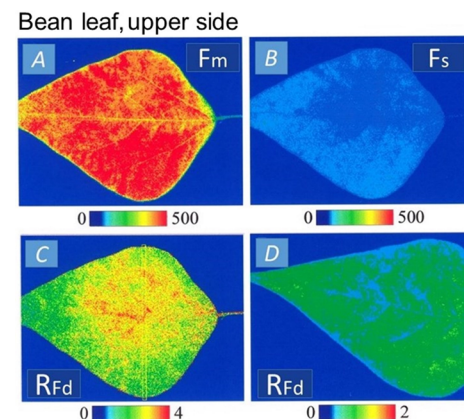 Bean leaf, upper side
A Fm B Fs
0 500 0 500
C D
RFd RFd
0 4 0 2